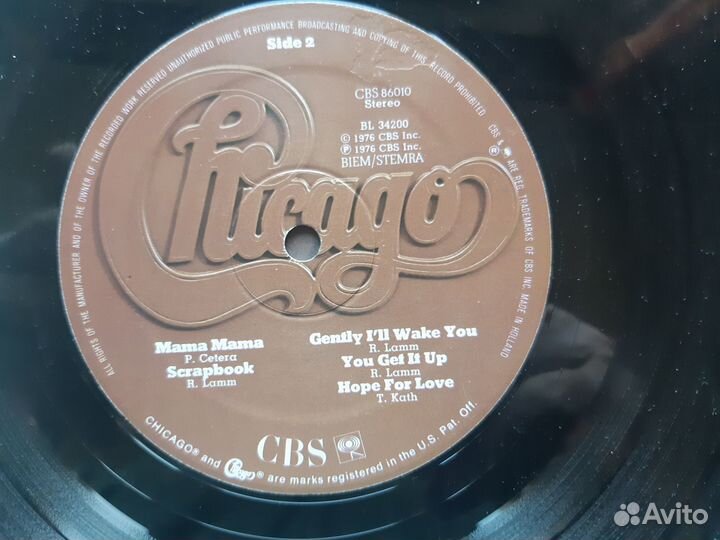 ALL RIGHTS OF THE MANUFACTURER AND OF THE OWNER OF THE RECORDED WORK RESERVED UNAUTHORIZED PUBLIC PERFORMANCE BROADCASTING AND COPYING OF THIS RECORD PROHIBITED
CBS & ARE REG. TRADEMARKS OF CBS INC. MADE IN HOLLAND
Side 2
CBS 86010
Stereo
BL 34200
© 1976 CBS Inc.
℗ 1976 CBS Inc.
BIEM/STEMRA
®
Chicago
Mama Mama
P. Cetera
Scrapbook
R. Lamm
Gently I'll Wake You
R. Lamm
You Get It Up
R. Lamm
Hope For Love
T. Kath
CBS
CHICAGO® and Chicago ® are marks registered in the U.S. Pat. Off.
Avito